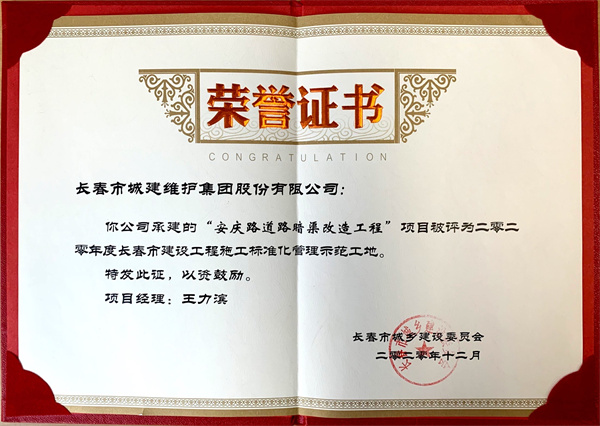 荣誉证书
CONGRATULATION
长春市城建维护集团股份有限公司：
你公司承建的“安庆路道路暗渠改造工程”项目被评为二零二
零年度长春市建设工程施工标准化管理示范工地。
特发此证，以资鼓励。
项目经理：王力滨
长春市城乡建设委员会
二零二零年十二月